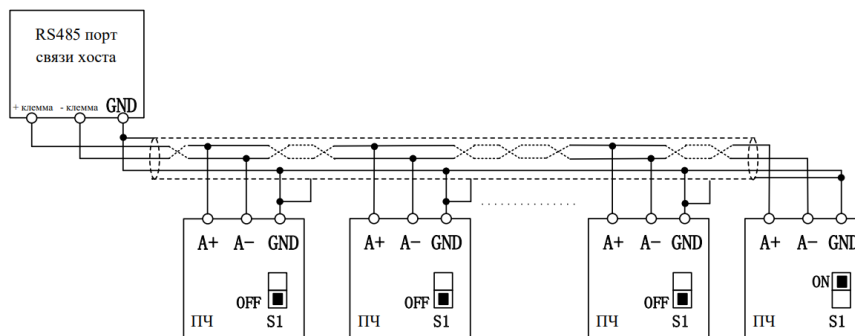 RS485 порт
связи хоста
+ клемма - клемма GND
A+ A- GND A+ A- GND A+ A- GND A+ A- GND
OFF OFF OFF ON
ПЧ S1 ПЧ S1 ПЧ S1 ПЧ S1